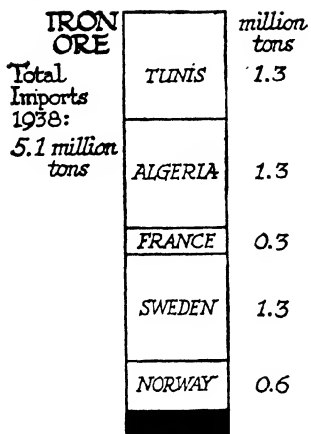 IRON ORE
Total Imports 1938:
5.1 million tons
million tons
TUNIS 1.3
ALGERIA 1.3
FRANCE 0.3
SWEDEN 1.3
NORWAY 0.6